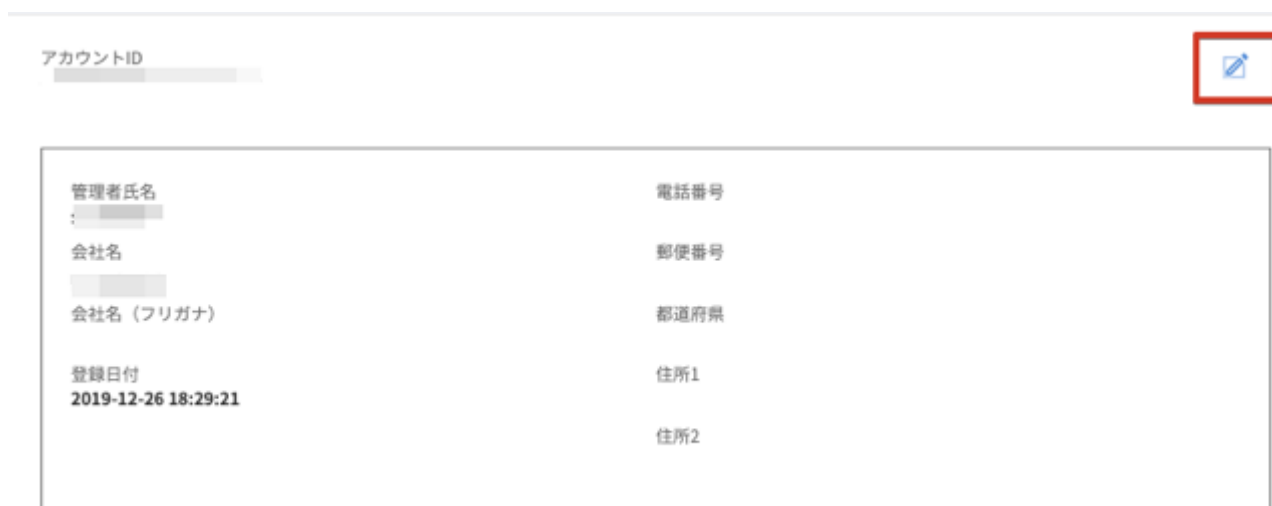 アカウントID
管理者氏名
会社名
会社名（フリガナ）
登録日付
2019-12-26 18:29:21
電話番号
郵便番号
都道府県
住所1
住所2